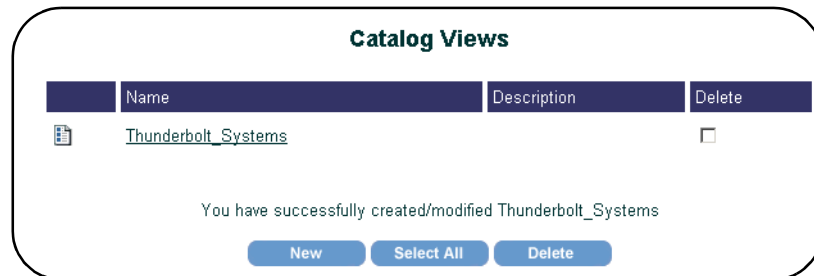 Catalog Views
Name Description Delete
Thunderbolt_Systems
You have successfully created/modified Thunderbolt_Systems
New Select All Delete